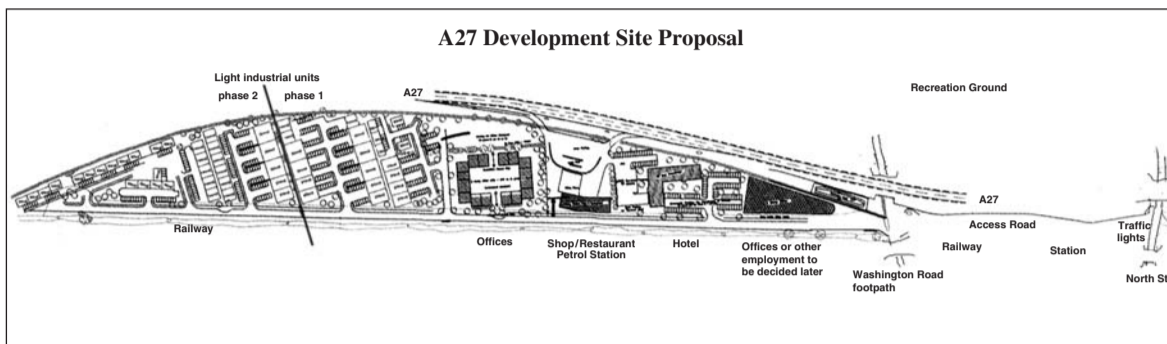 A27 Development Site Proposal
Light industrial units
phase 2 phase 1
A27
Recreation Ground
A27
Access Road
Traffic
lights
Railway
Offices
Shop/Restaurant
Petrol Station
Hotel
Offices or other
employment to
be decided later
Washington Road
footpath
Railway
Station
North St